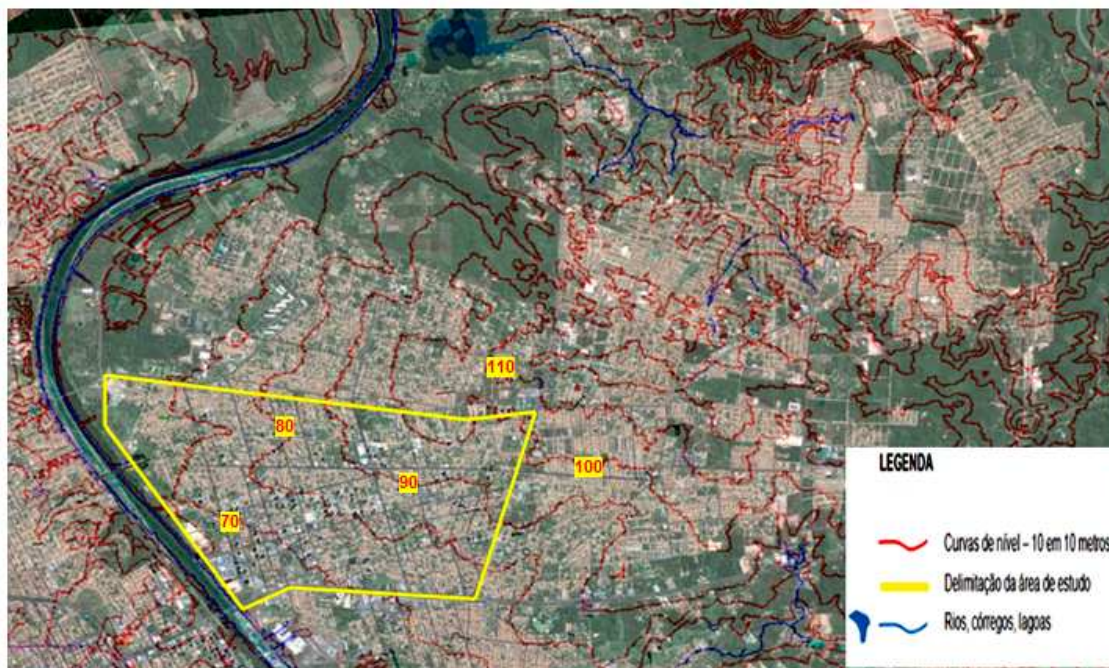 110
80
100
90
70
LEGENDA
Curvas de nível – 10 em 10 metros
Delimitação da área de estudo
Rios, córregos, lagoas